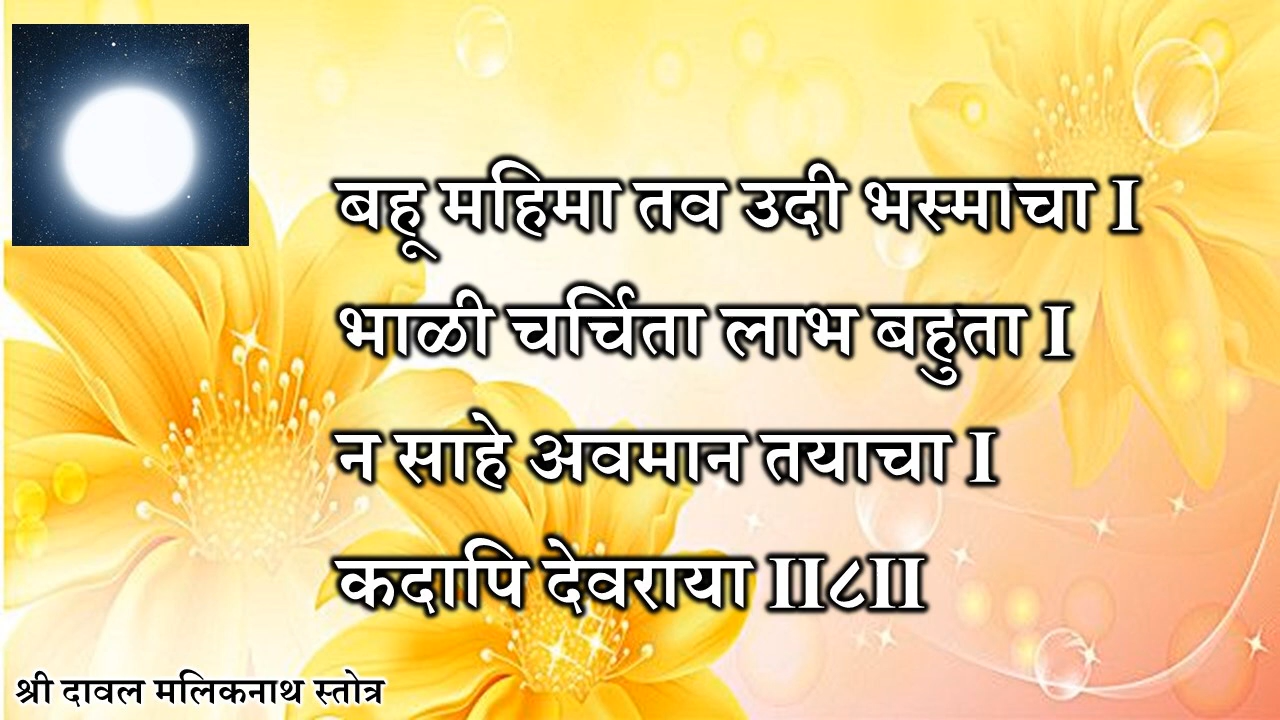 बहू महिमा तव उदी भस्माचा I
भाळी चर्चिता लाभ बहुता I
न साहे अवमान तयाचा I
कदापि देवराया II८II
श्री दावल मलिकनाथ स्तोत्र